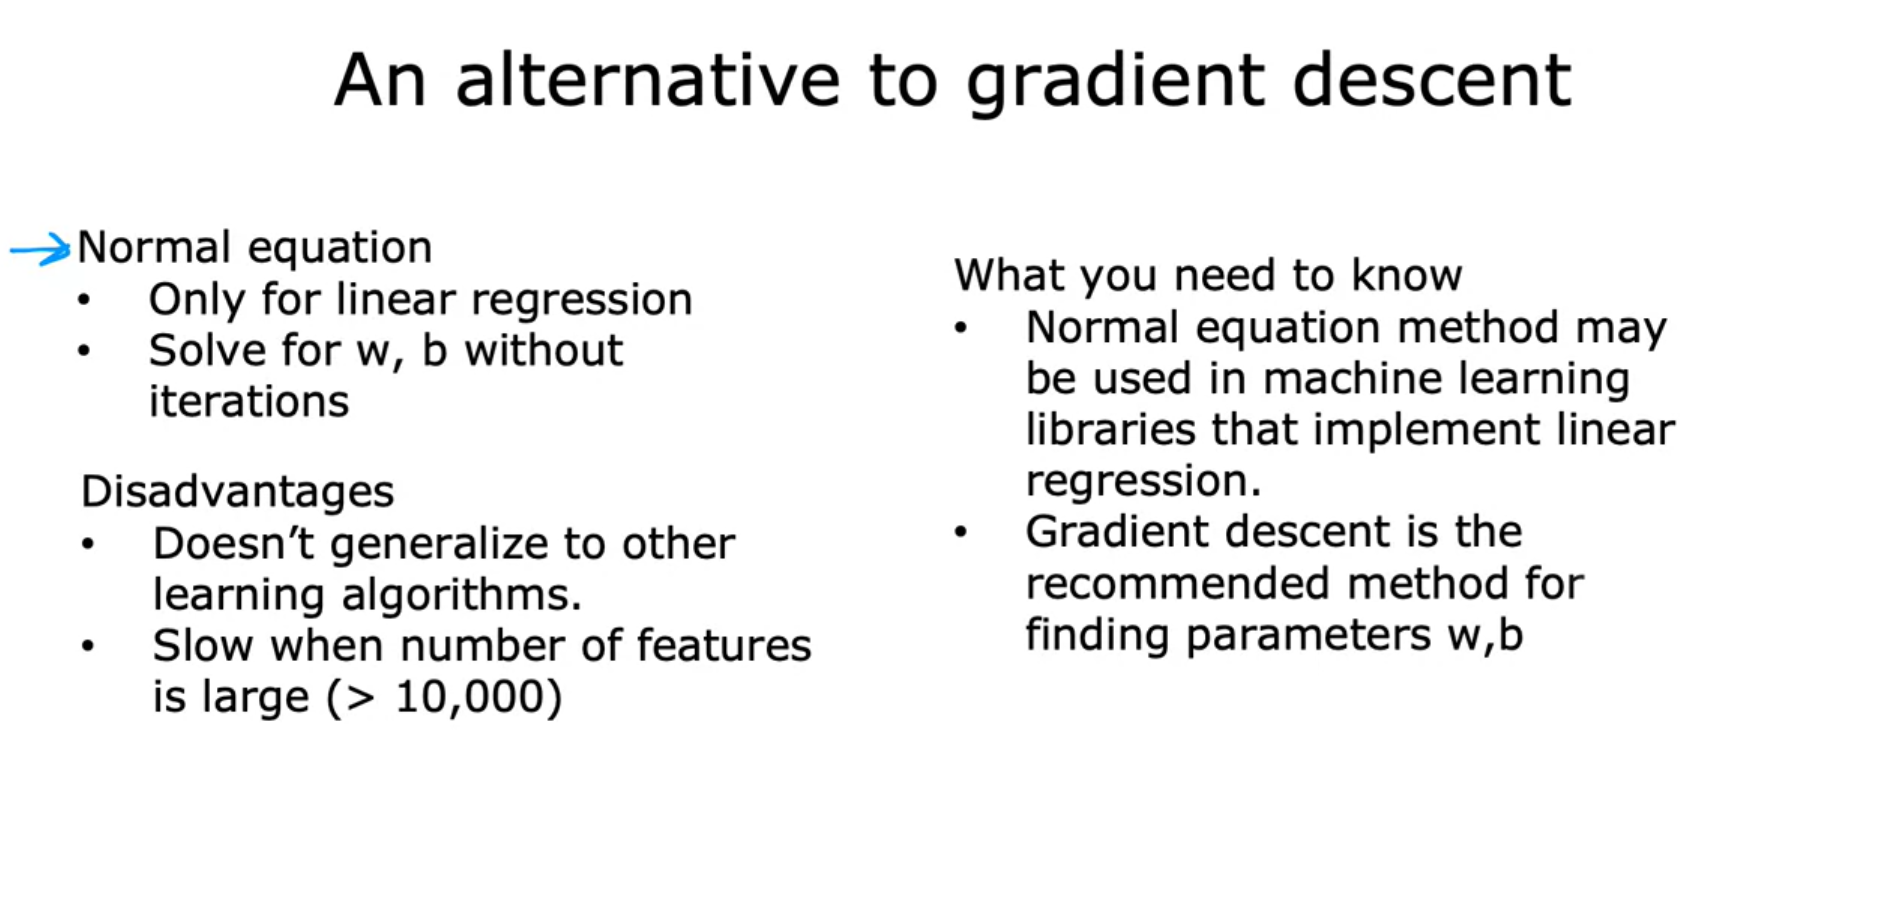 An alternative to gradient descent
Normal equation
• Only for linear regression
• Solve for w, b without
iterations
Disadvantages
• Doesn’t generalize to other
learning algorithms.
• Slow when number of features
is large (> 10,000)
What you need to know
• Normal equation method may
be used in machine learning
libraries that implement linear
regression.
• Gradient descent is the
recommended method for
finding parameters w,b